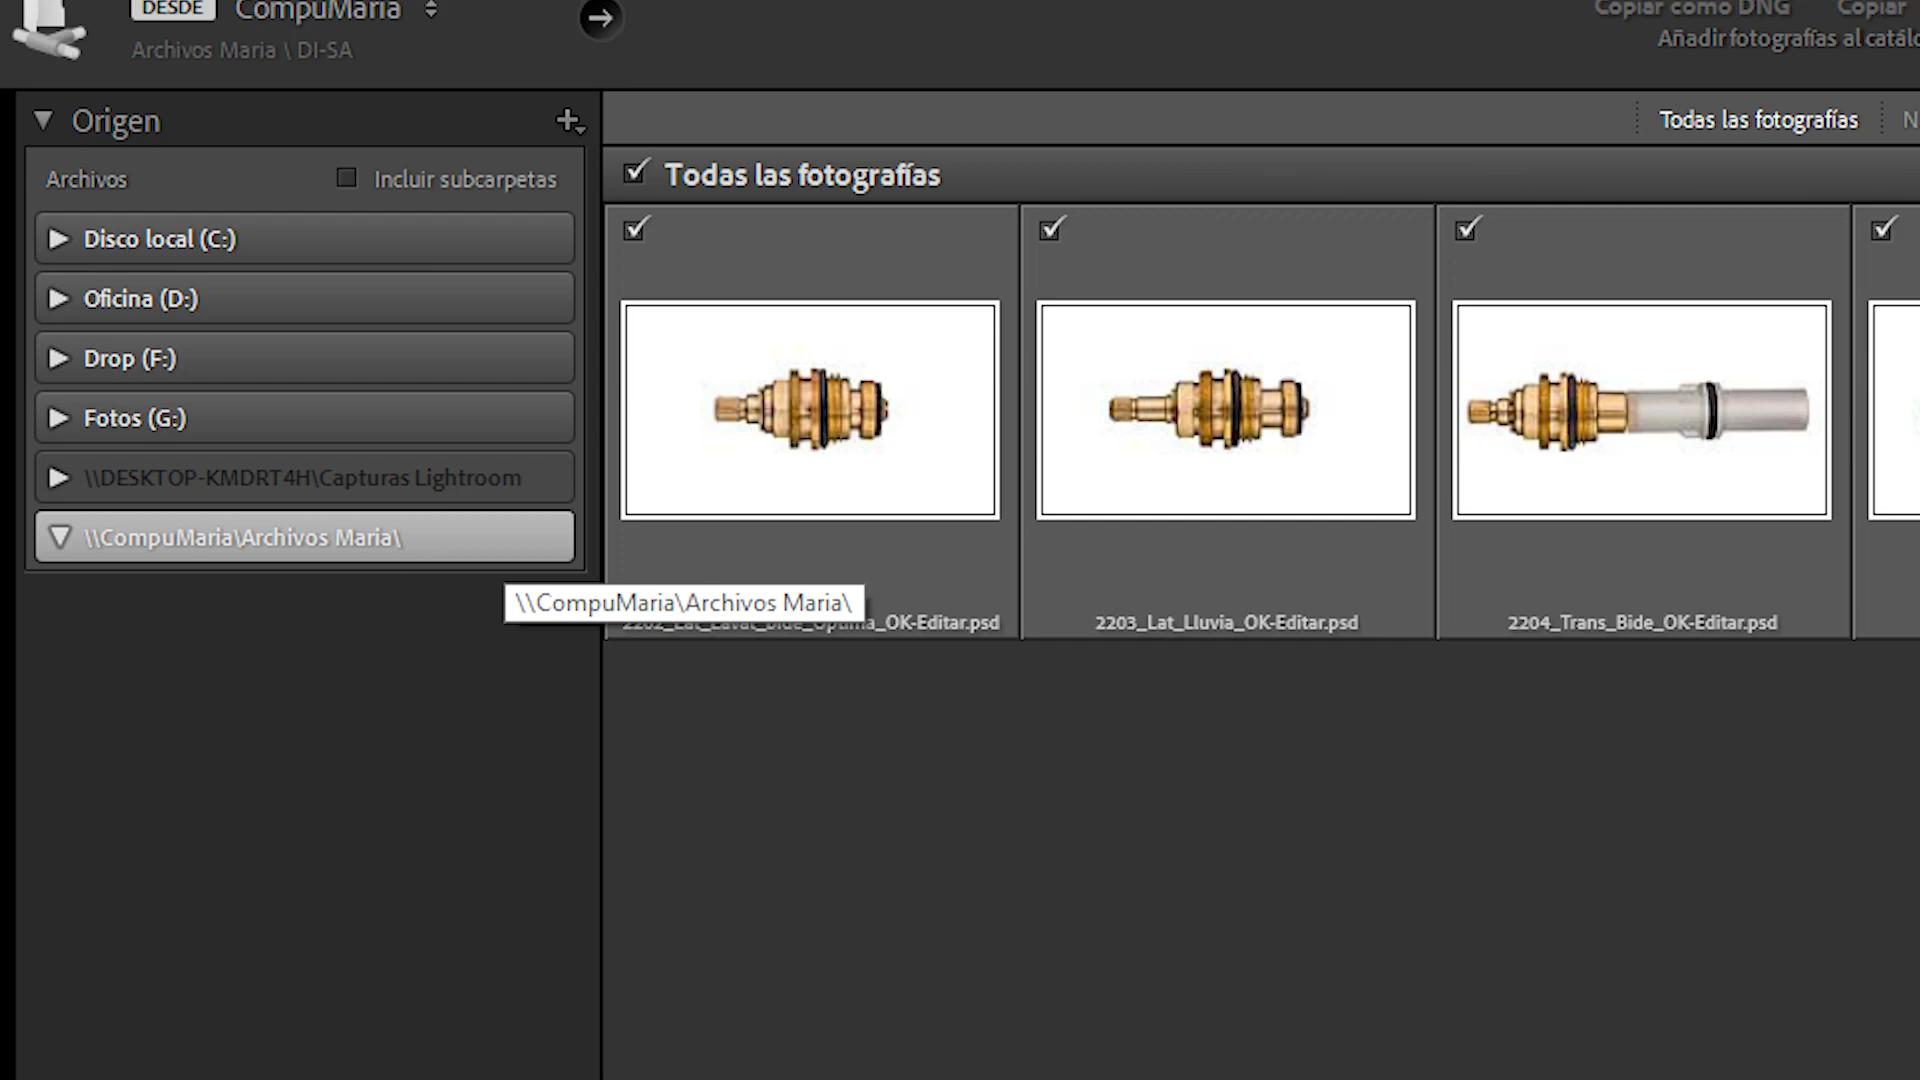 DESDE CompuMaria
Archivos Maria \ DI-SA
Copiar como DNG Copiar
Añadir fotografías al catálo
Origen
Todas las fotografías N
Archivos Incluir subcarpetas
Todas las fotografías
Disco local (C:)
Oficina (D:)
Drop (F:)
Fotos (G:)
\\DESKTOP-KMDRT4H\Capturas Lightroom
\\CompuMaria\Archivos Maria\
\\CompuMaria\Archivos Maria\
2202_Lat_Lavat_Bide_Optima_OK-Editar.psd
2203_Lat_Lluvia_OK-Editar.psd
2204_Trans_Bide_OK-Editar.psd